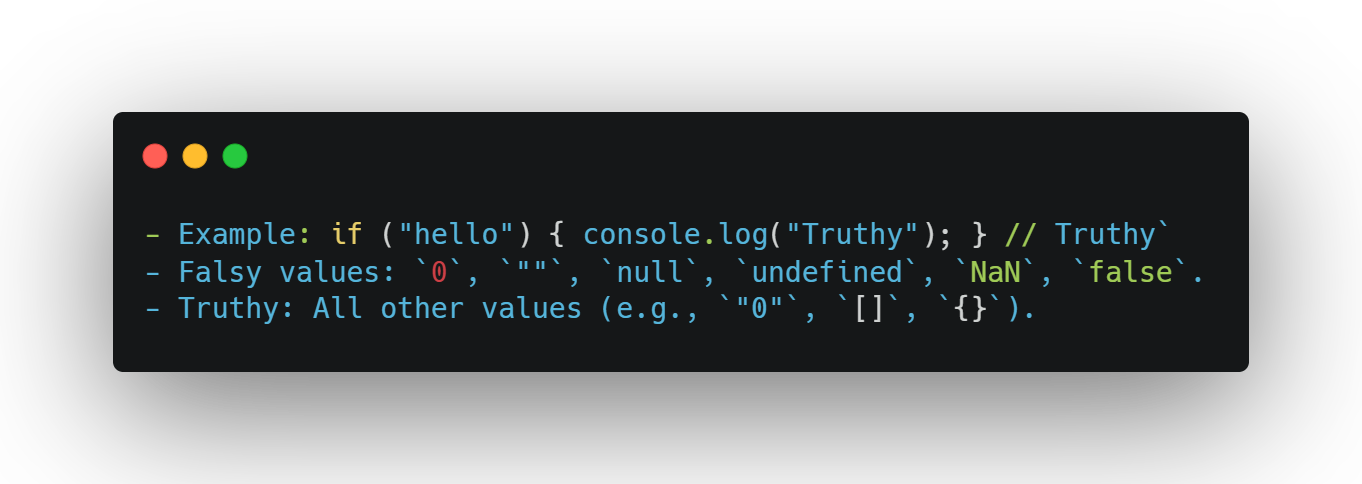 - Example: if ("hello") { console.log("Truthy"); } // Truthy`
- Falsy values: `0`, `""`, `null`, `undefined`, `NaN`, `false`.
- Truthy: All other values (e.g., `"0"`, `[]`, `{}`).